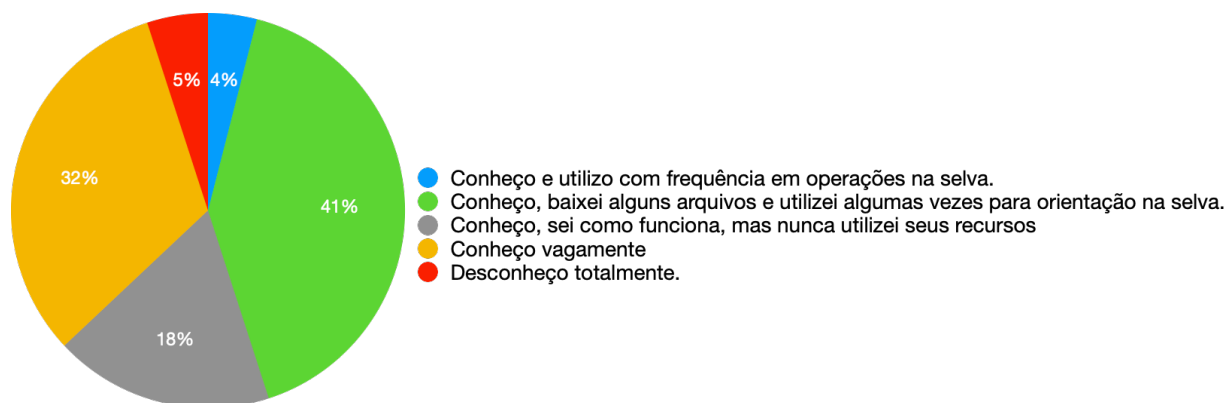 5%
4%
32%
41%
18%
Conheço e utilizo com frequência em operações na selva.
Conheço, baixei alguns arquivos e utilizei algumas vezes para orientação na selva.
Conheço, sei como funciona, mas nunca utilizei seus recursos
Conheço vagamente
Desconheço totalmente.